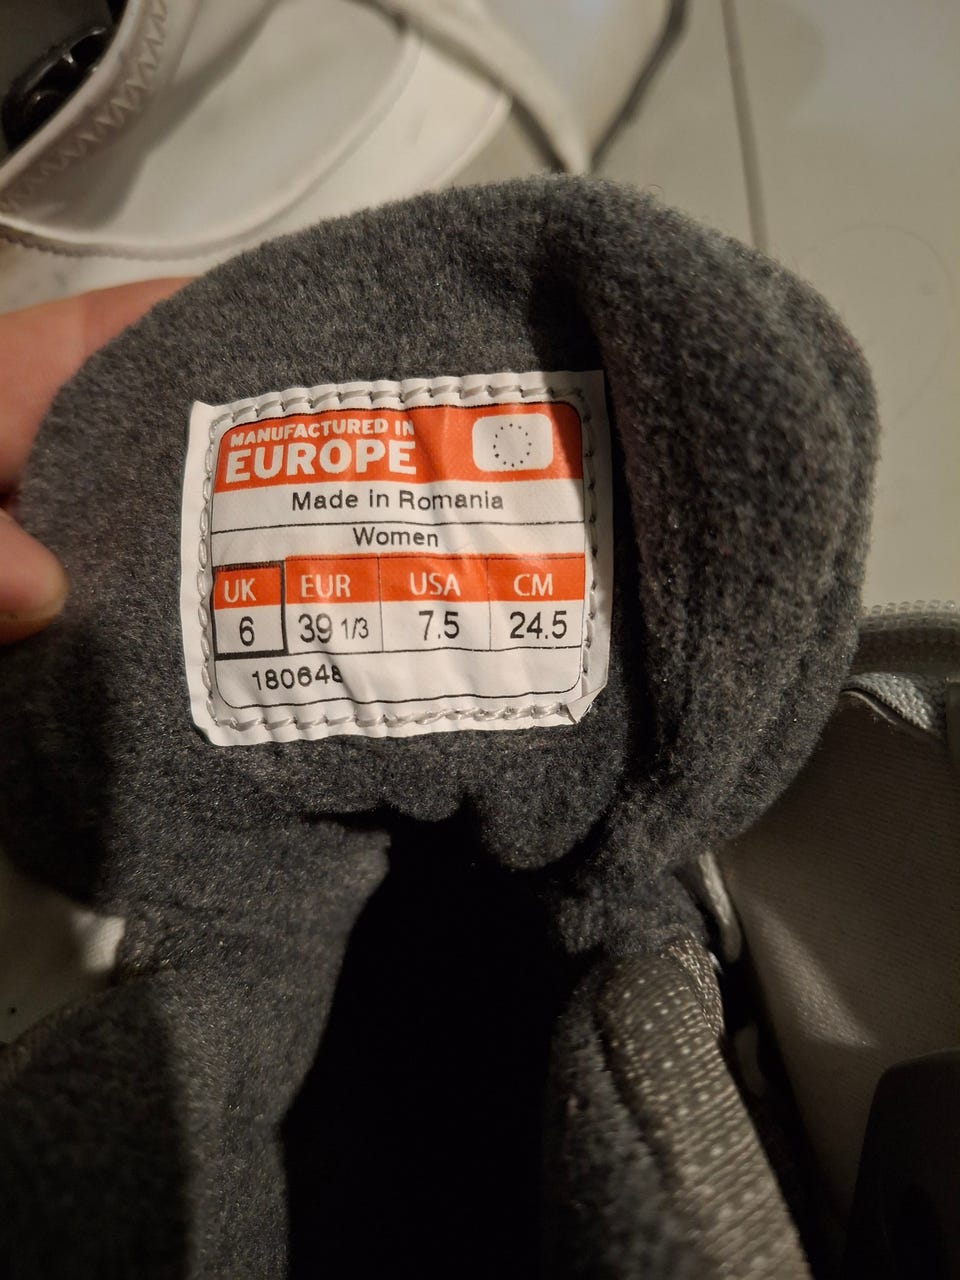 MANUFACTURED IN
EUROPE
Made in Romania
Women
UK EUR USA CM
6 39 1/3 7.5 24.5
180648